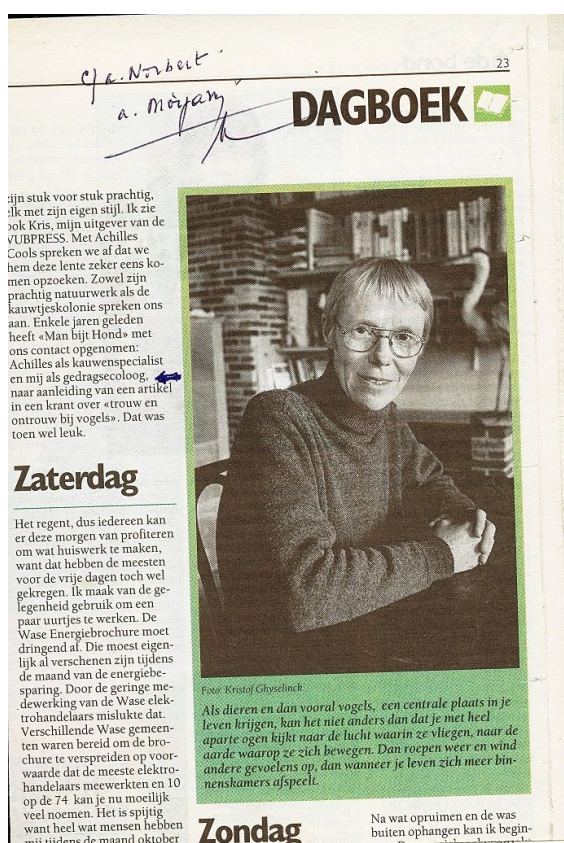 23
c/a. Norbert
DAGBOEK
zijn stuk voor stuk prachtig,
elk met zijn eigen stijl. Ik zie
ook Kris, mijn uitgever van de
VUBPRESS. Met Achilles
Cools spreken we af dat we
hem deze lente zeker eens ko-
men opzoeken. Zowel zijn
prachtig natuurwerk als de
kauwtjeskolonie spreken ons
aan. Enkele jaren geleden
heeft «Man bijt Hond» met
ons contact opgenomen:
Achilles als kauwenspecialist
en mij als gedragsecoloog,
naar aanleiding van een artikel
in een krant over «trouw en
ontrouw bij vogels». Dat was
toen wel leuk.
Zaterdag
Het regent, dus iedereen kan
er deze morgen van profiteren
om wat huiswerk te maken,
want dat hebben de meesten
voor de vrije dagen toch wel
gekregen. Ik maak van de ge-
legenheid gebruik om een
paar uurtjes te werken. De
Wase Energiebrochure moet
dringend af. Die moest eigen-
lijk al verschenen zijn tijdens
de maand van de energiebe-
sparing. Door de geringe me-
dewerking van de Wase elek-
trohandelaars mislukte dat.
Verschillende Wase gemeen-
ten waren bereid om de bro-
chure te verspreiden op voor-
waarde dat de meeste elektro-
handelaars meewerkten en 10
op de 74 kan je nu moeilijk
veel noemen. Het is spijtig
want heel wat mensen hebben
mij tijdens de maand oktober
Foto: Kristof Ghyselinck
Als dieren en dan vooral vogels, een centrale plaats in je
leven krijgen, kan het niet anders dan dat je met heel
aparte ogen kijkt naar de lucht waarin ze vliegen, naar de
aarde waarop ze zich bewegen. Dan roepen weer en wind
andere gevoelens op, dan wanneer je leven zich meer bin-
nenskamers afspeelt.
Zondag
Na wat opruimen en de was
buiten ophangen kan ik begin-